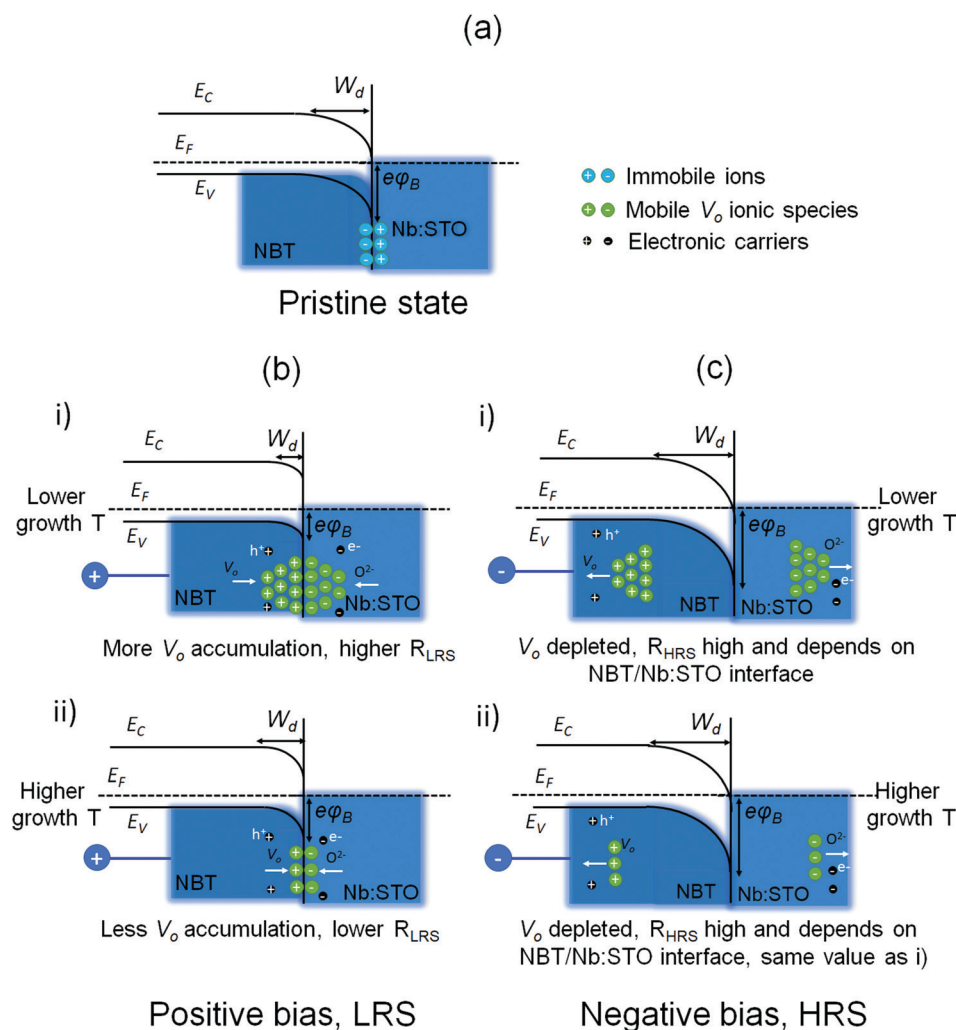 (a)
W_d
E_C
E_F
eφ_B
E_V
NBT
Nb:STO
Pristine state
+ - Immobile ions
+ - Mobile V_o ionic species
+ - Electronic carriers
(b)
i)
W_d
E_C
Lower growth T
E_F
eφ_B
E_V
h+
e-
V_o
O2-
+
NBT
Nb:STO
More V_o accumulation, higher R_LRS
ii)
W_d
E_C
E_F
Higher growth T
eφ_B
E_V
h+
e-
V_o
O2-
+
NBT
Nb:STO
Less V_o accumulation, lower R_LRS
Positive bias, LRS
(c)
i)
W_d
E_C
E_F
Lower growth T
E_V
eφ_B
h+
V_o
O2-
e-
-
NBT
Nb:STO
V_o depleted, R_HRS high and depends on
NBT/Nb:STO interface
ii)
W_d
E_C
E_F
Higher growth T
E_V
eφ_B
h+
V_o
O2-
e-
-
NBT
Nb:STO
V_o depleted, R_HRS high and depends on
NBT/Nb:STO interface, same value as i)
Negative bias, HRS